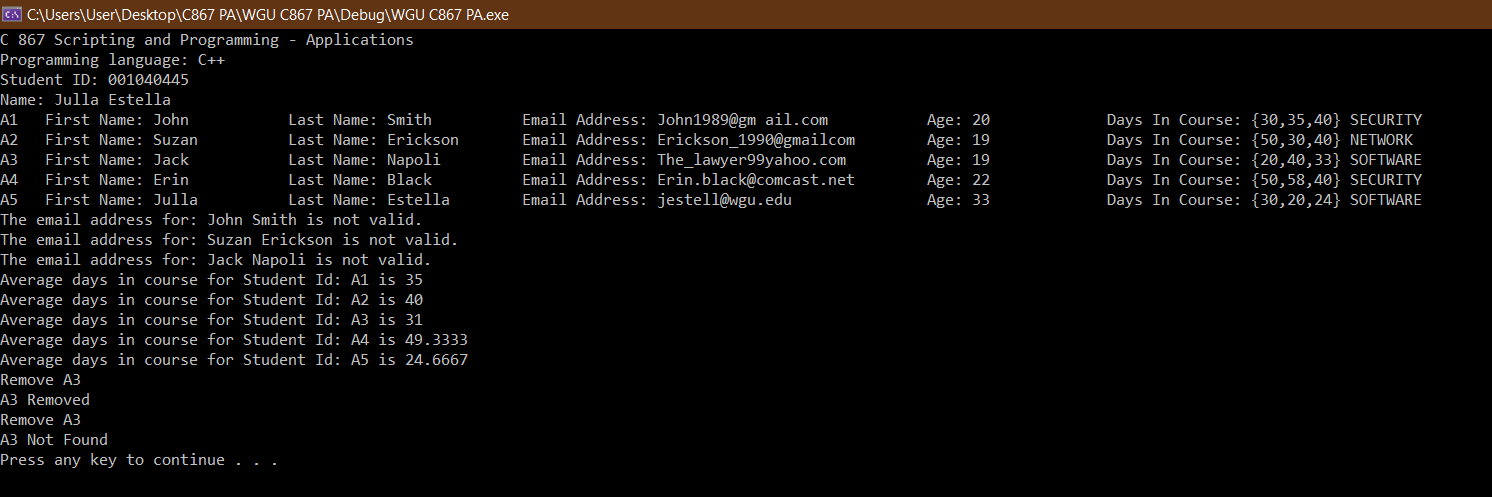 C:\Users\User\Desktop\C867 PA\WGU C867 PA\Debug\WGU C867 PA.exe
C 867 Scripting and Programming - Applications
Programming language: C++
Student ID: 001040445
Name: Julla Estella
A1 First Name: John Last Name: Smith Email Address: John1989@gm ail.com Age: 20 Days In Course: {30,35,40} SECURITY
A2 First Name: Suzan Last Name: Erickson Email Address: Erickson_1990@gmailcom Age: 19 Days In Course: {50,30,40} NETWORK
A3 First Name: Jack Last Name: Napoli Email Address: The_lawyer99yahoo.com Age: 19 Days In Course: {20,40,33} SOFTWARE
A4 First Name: Erin Last Name: Black Email Address: Erin.black@comcast.net Age: 22 Days In Course: {50,58,40} SECURITY
A5 First Name: Julla Last Name: Estella Email Address: jestell@wgu.edu Age: 33 Days In Course: {30,20,24} SOFTWARE
The email address for: John Smith is not valid.
The email address for: Suzan Erickson is not valid.
The email address for: Jack Napoli is not valid.
Average days in course for Student Id: A1 is 35
Average days in course for Student Id: A2 is 40
Average days in course for Student Id: A3 is 31
Average days in course for Student Id: A4 is 49.3333
Average days in course for Student Id: A5 is 24.6667
Remove A3
A3 Removed
Remove A3
A3 Not Found
Press any key to continue . . .